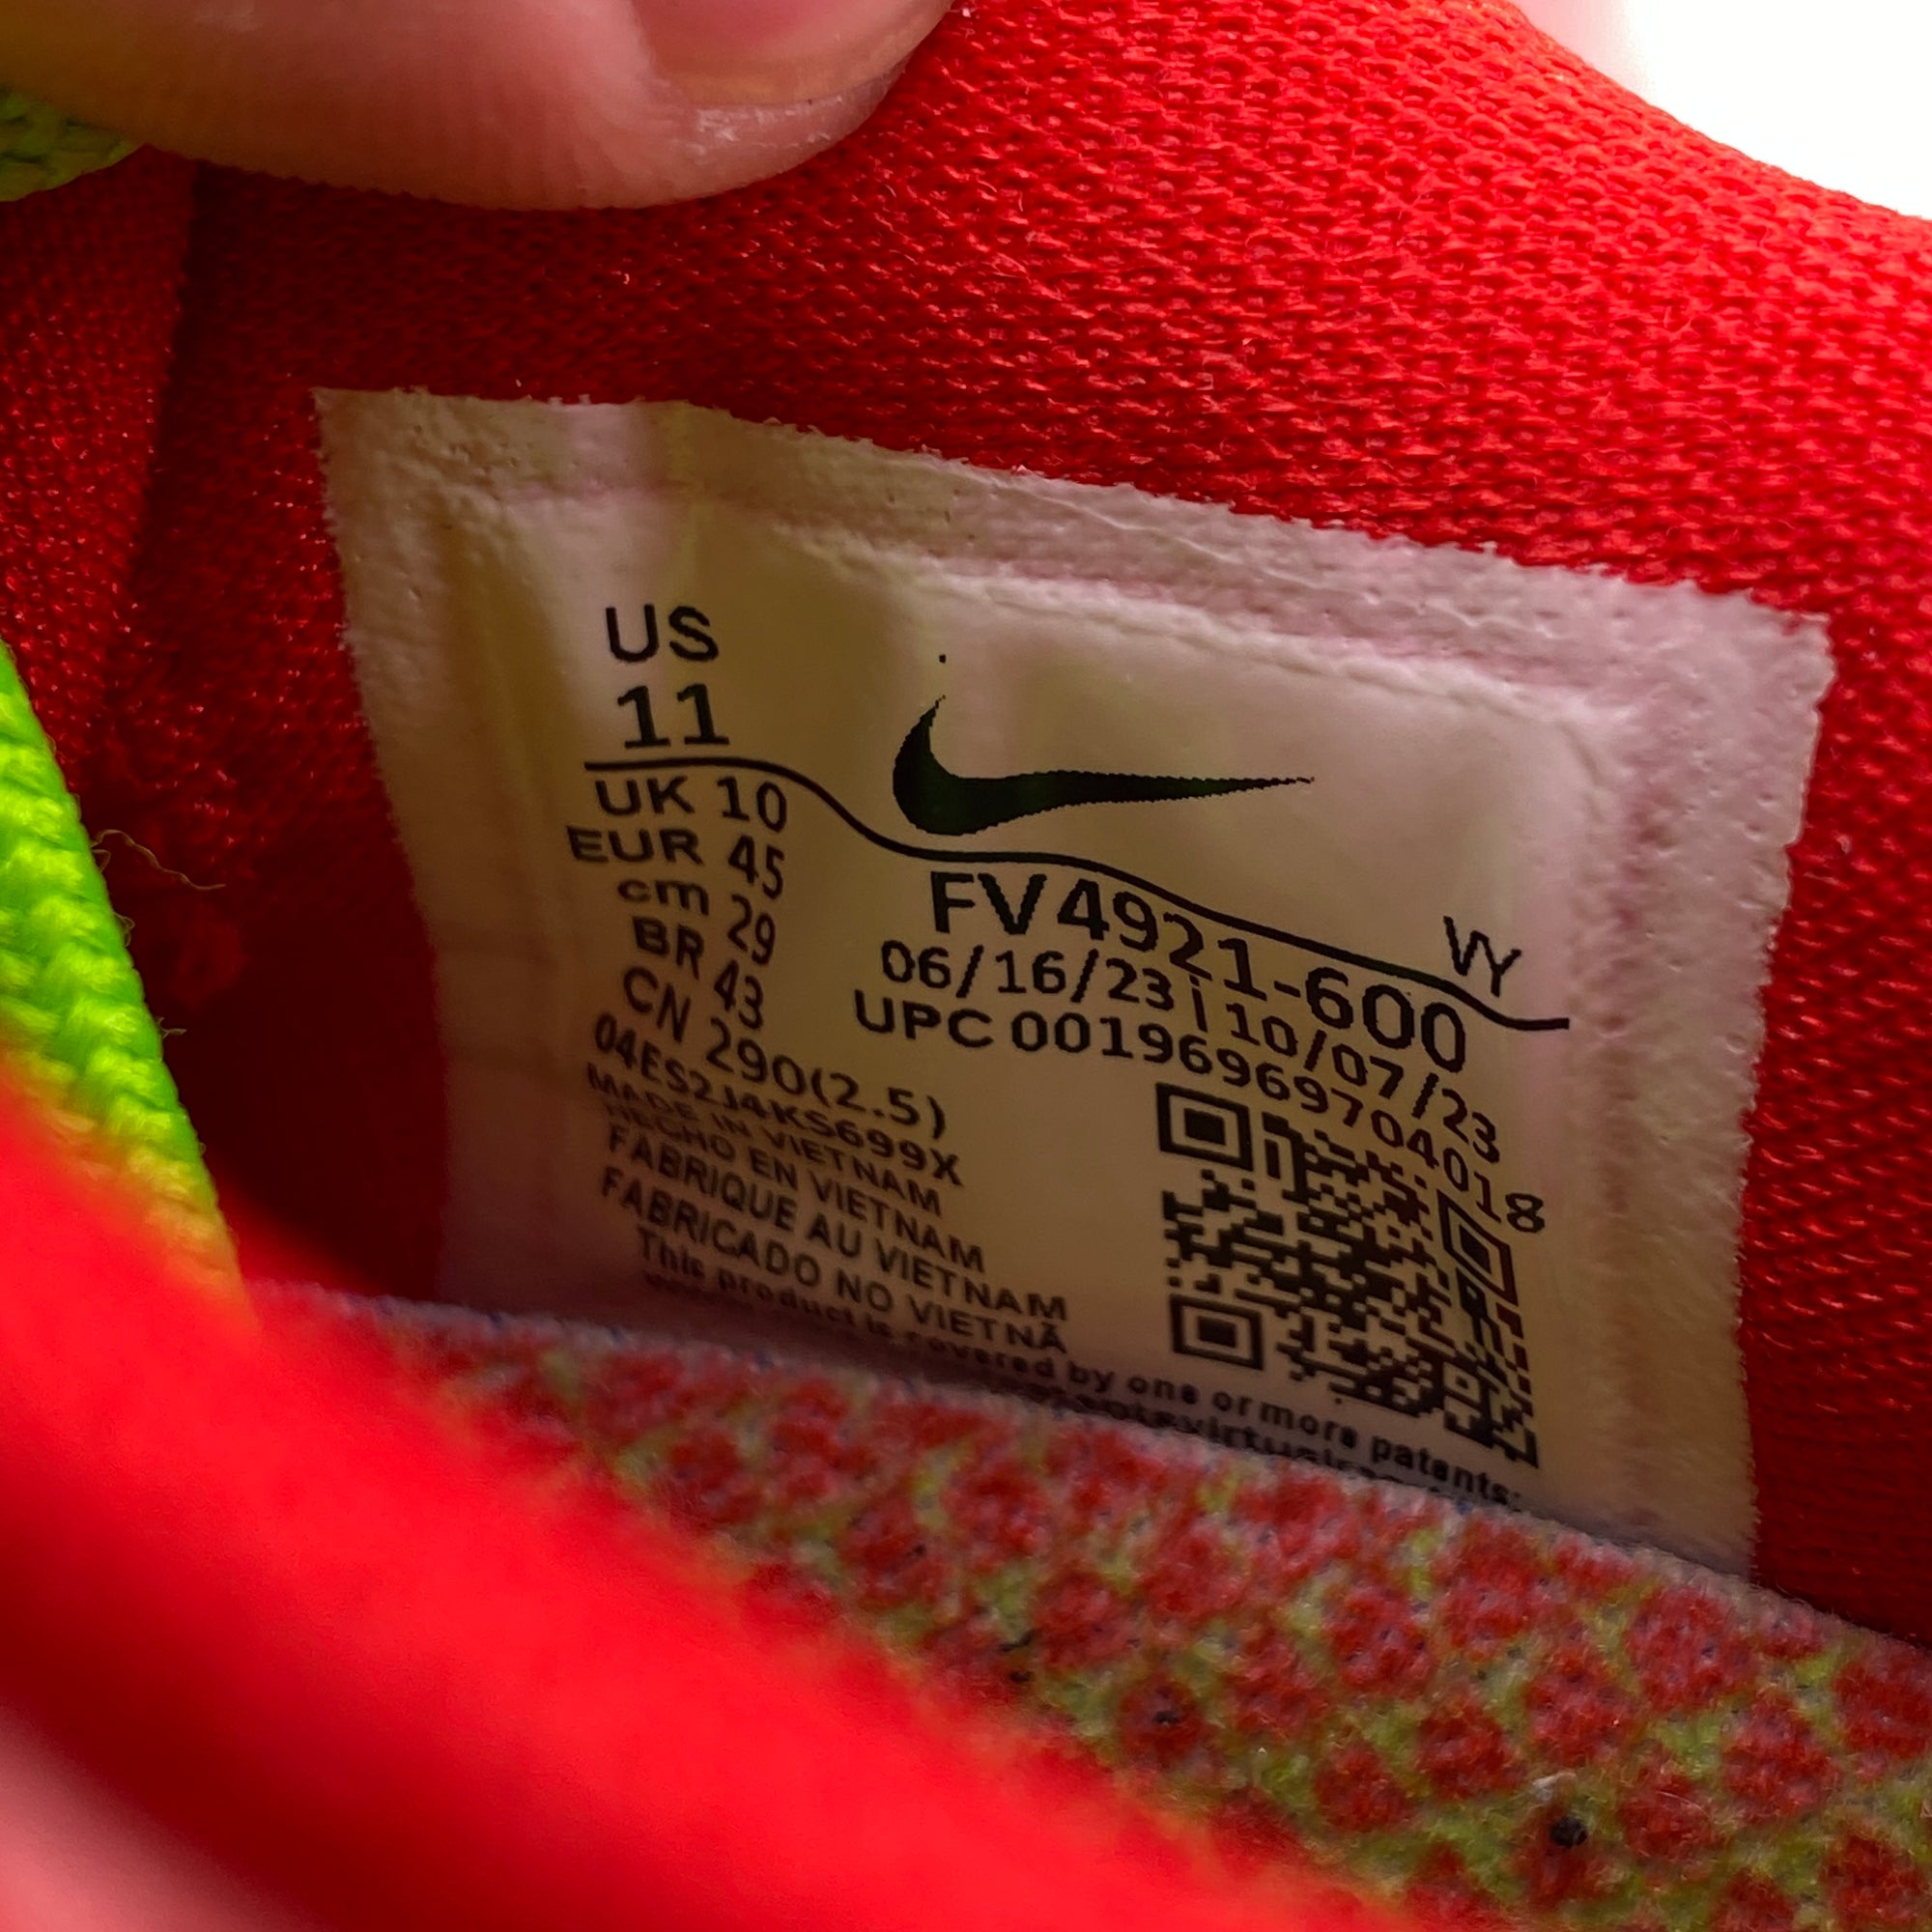 US
11
UK 10
EUR 45
cm 29
BR 43
CN 290(2.5)
04ES2J4KS699X
MADE IN VIETNAM
HECHO EN VIETNAM
FABRIQUE AU VIETNAM
FABRICADO NO VIETNÃ
This product is covered by one or more patents:
VY
FV4921-600
06/16/23 | 10/07/23
UPC 00196969704018